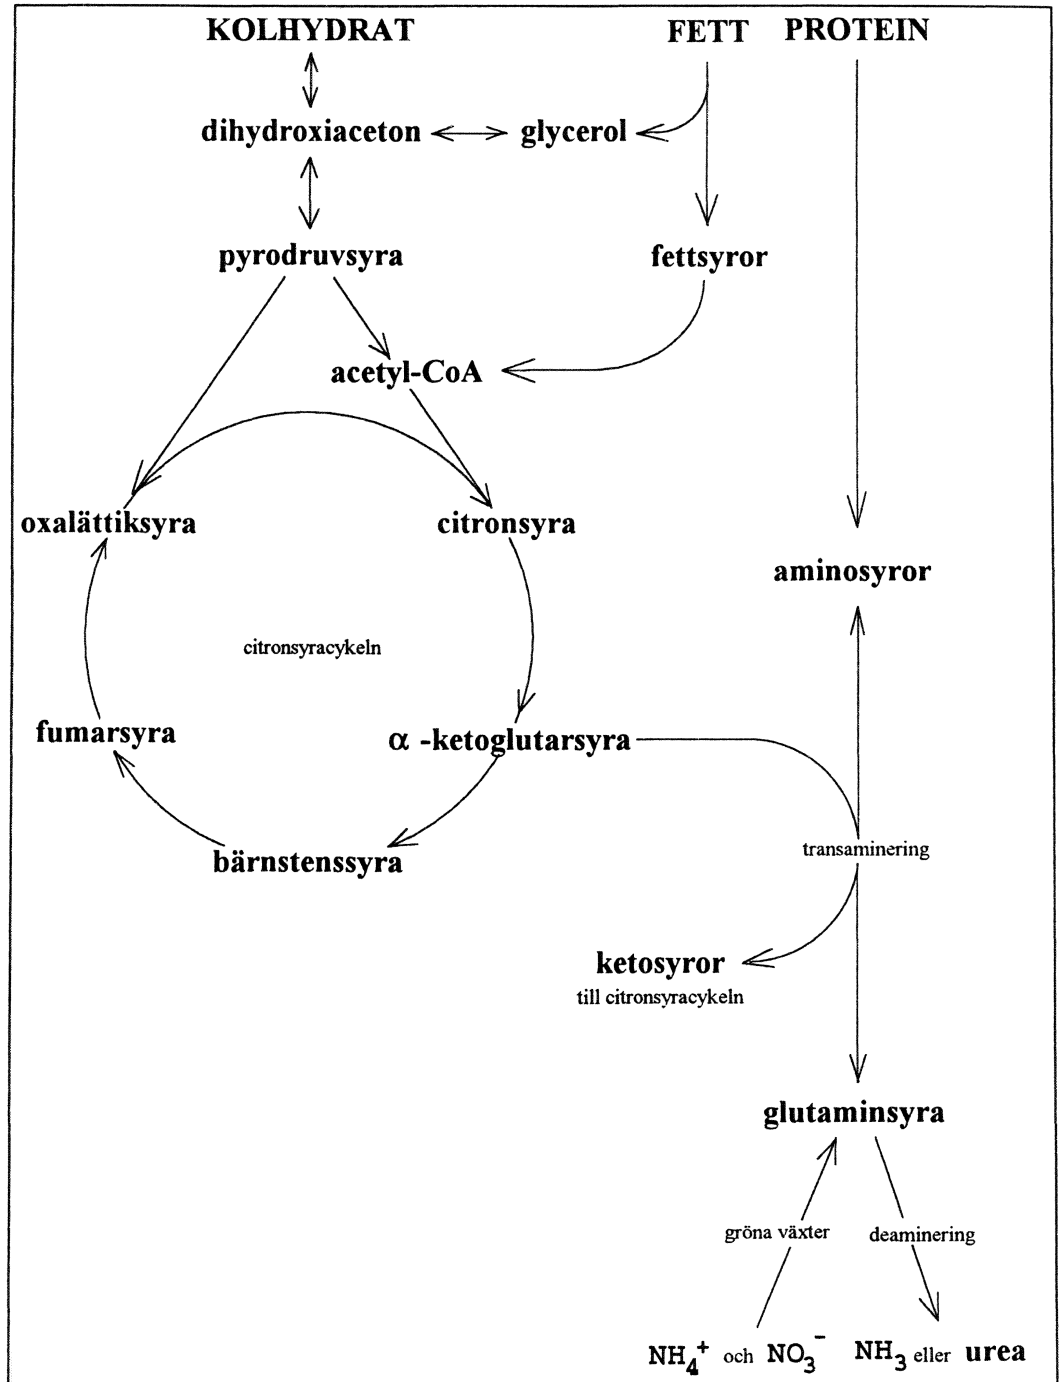 KOLHYDRAT FETT PROTEIN
dihydroxiaceton glycerol
pyrodruvsyra fettsyror
acetyl-CoA
oxalättiksyra citronsyra
aminosyror
citronsyracykeln
fumarsyra α -ketoglutarsyra
transaminering
bärnstenssyra
ketosyror
till citronsyracykeln
glutaminsyra
gröna växter deaminering
NH₄⁺ och NO₃⁻ NH₃ eller urea